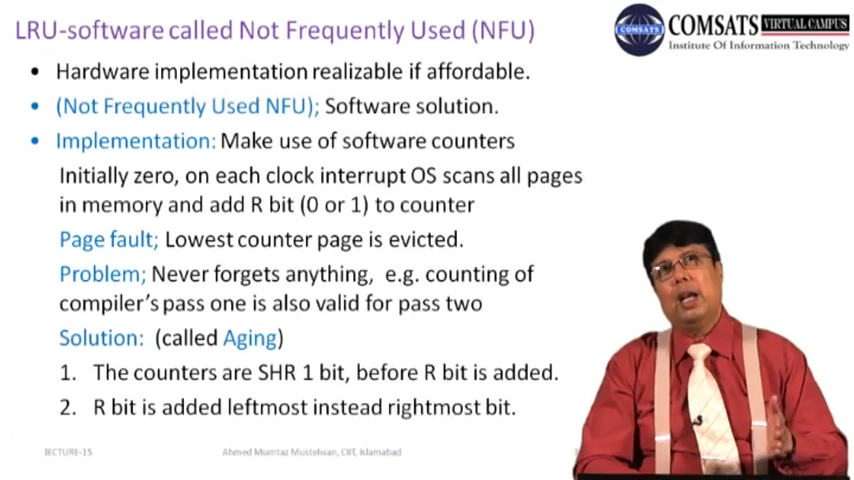 LRU-software called Not Frequently Used (NFU)
COMSATS VIRTUAL CAMPUS
Institute Of Information Technology
COMSATS
• Hardware implementation realizable if affordable.
• (Not Frequently Used NFU); Software solution.
• Implementation: Make use of software counters
Initially zero, on each clock interrupt OS scans all pages
in memory and add R bit (0 or 1) to counter
Page fault; Lowest counter page is evicted.
Problem; Never forgets anything, e.g. counting of
compiler's pass one is also valid for pass two
Solution: (called Aging)
1. The counters are SHR 1 bit, before R bit is added.
2. R bit is added leftmost instead rightmost bit.
LECTURE-15
Ahmed Mumtaz Mustehsan, CIIT, Islamabad